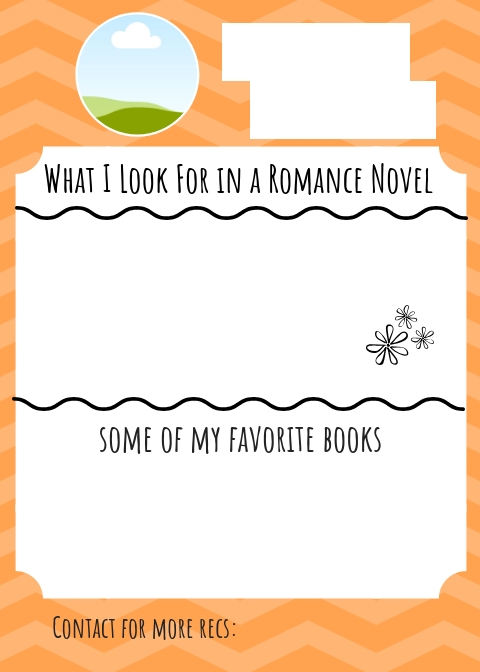 What I Look For in a Romance Novel
some of my favorite books
Contact for more recs: